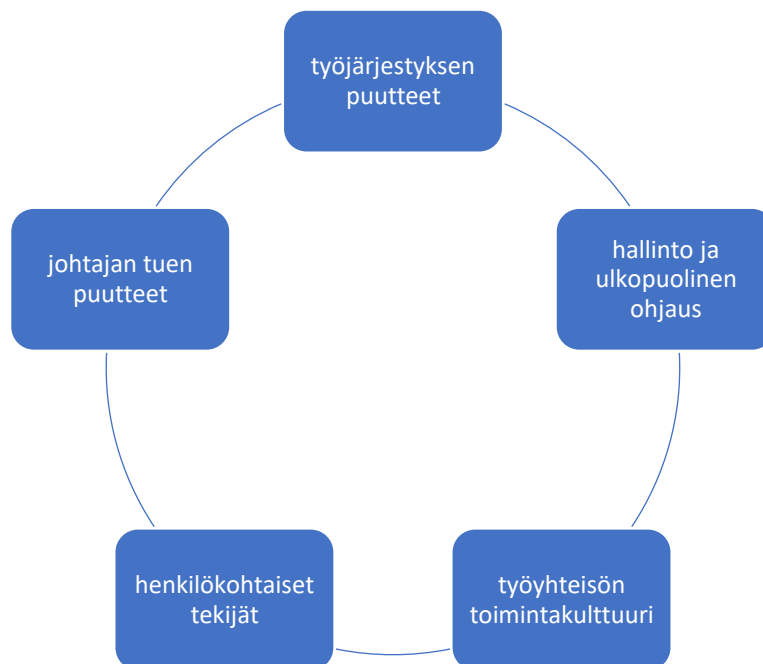 työjärjestyksen
puutteet
hallinto ja
ulkopuolinen
ohjaus
työyhteisön
toimintakulttuuri
henkilökohtaiset
tekijät
johtajan tuen
puutteet